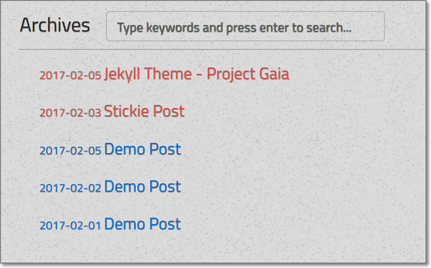 Archives Type keywords and press enter to search...
2017-02-05 Jekyll Theme - Project Gaia
2017-02-03 Stickie Post
2017-02-05 Demo Post
2017-02-02 Demo Post
2017-02-01 Demo Post